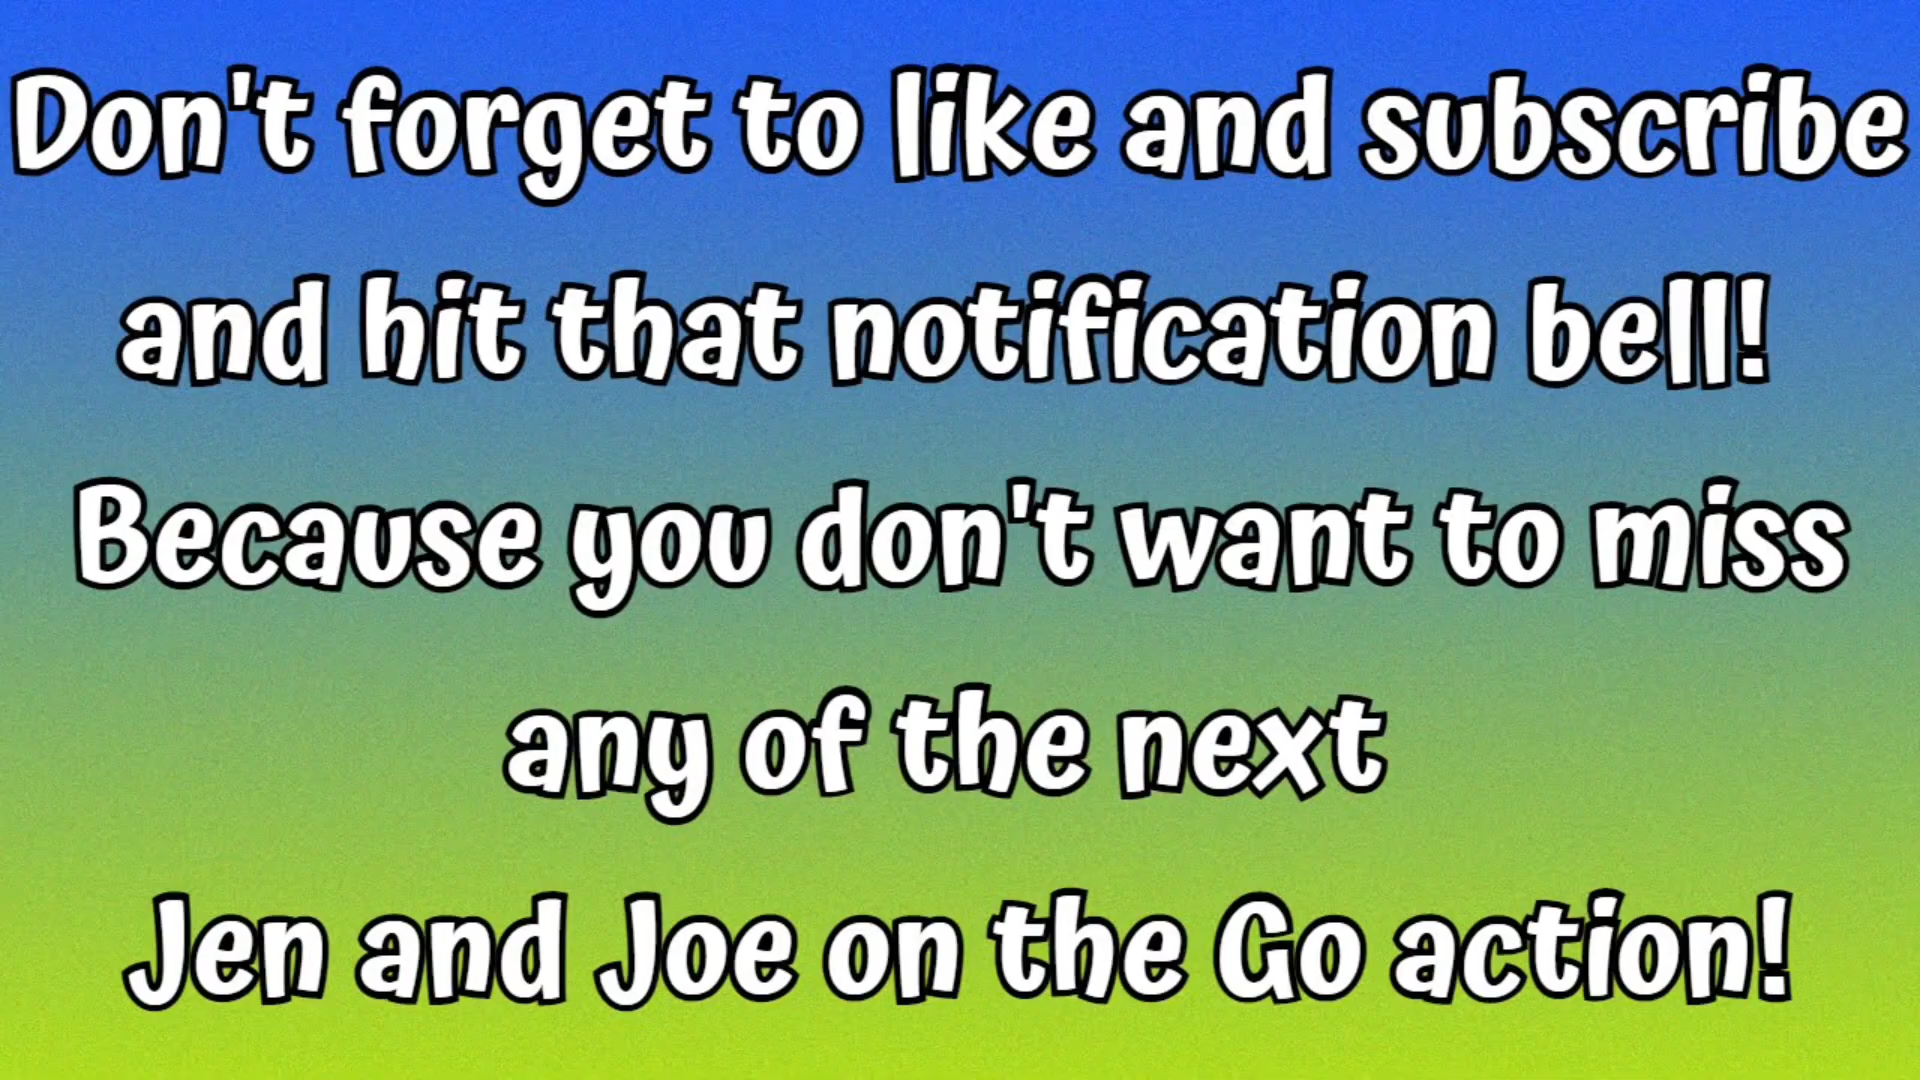 Don't forget to like and subscribe
and hit that notification bell!
Because you don't want to miss
any of the next
Jen and Joe on the Go action!